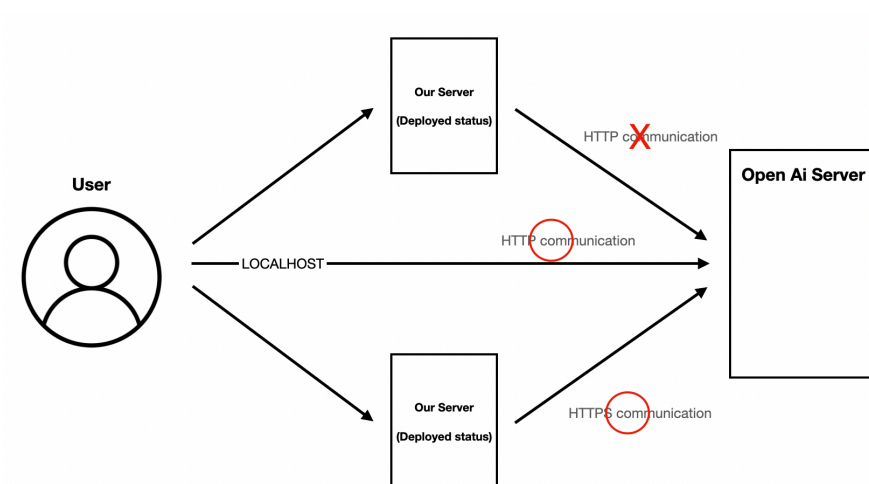 Our Server
(Deployed status)
HTTP communication
X
User
Open Ai Server
HTTP communication
LOCALHOST
Our Server
(Deployed status)
HTTPS communication